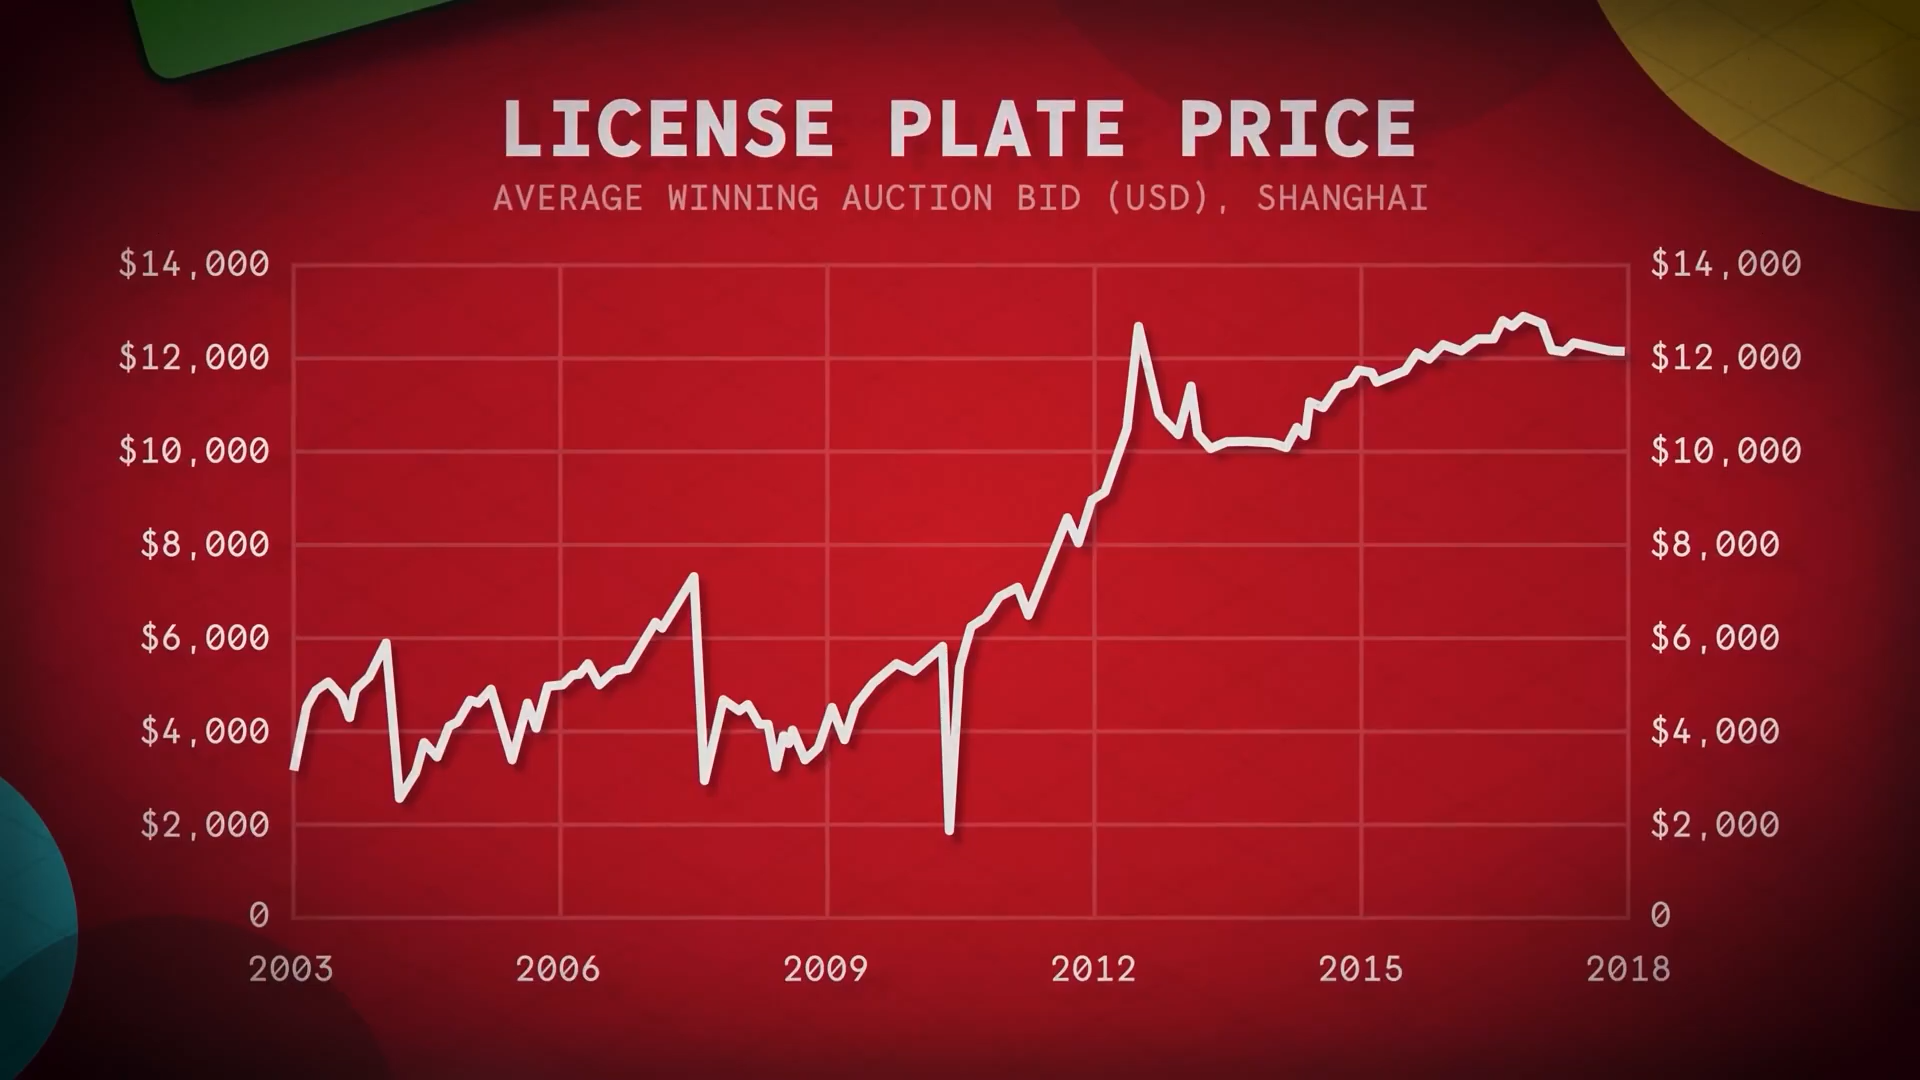 LICENSE PLATE PRICE
AVERAGE WINNING AUCTION BID (USD), SHANGHAI
$14,000 $14,000
$12,000 $12,000
$10,000 $10,000
$8,000 $8,000
$6,000 $6,000
$4,000 $4,000
$2,000 $2,000
0 0
2003 2006 2009 2012 2015 2018